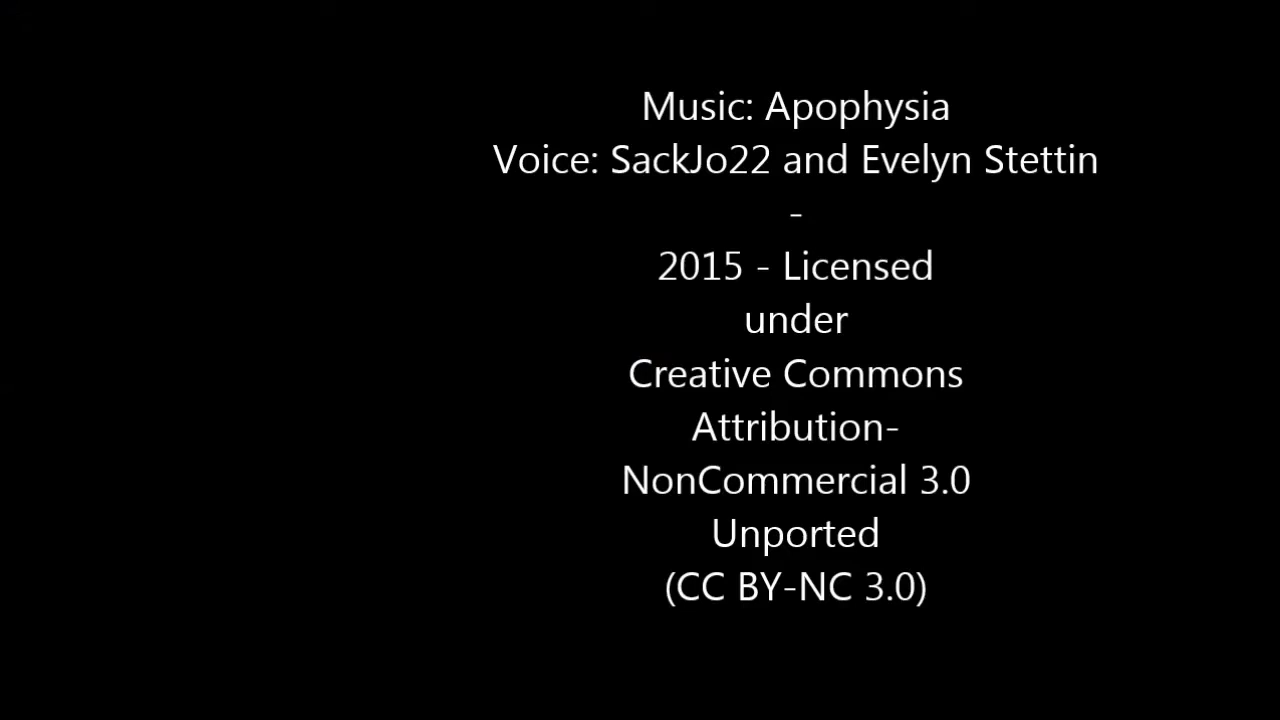 Music: Apophysia
Voice: SackJo22 and Evelyn Stettin
-
2015 - Licensed
under
Creative Commons
Attribution-
NonCommercial 3.0
Unported
(CC BY-NC 3.0)